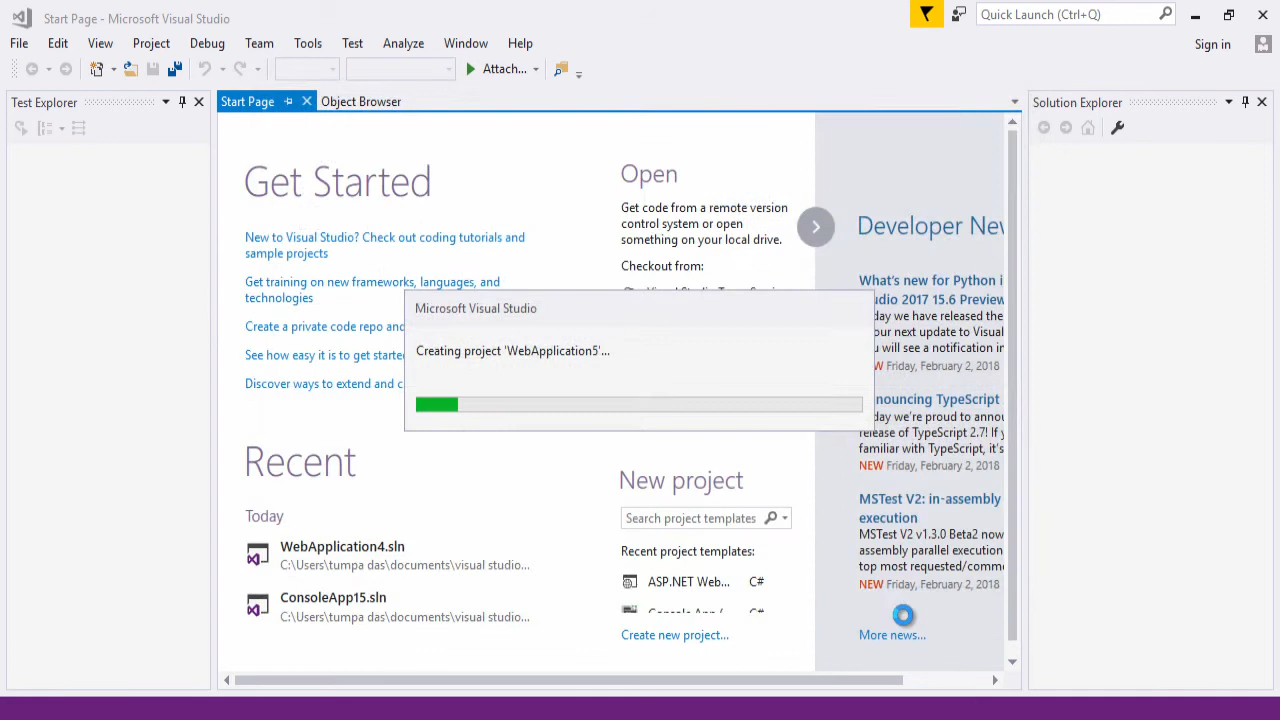 Start Page - Microsoft Visual Studio
Quick Launch (Ctrl+Q)
File Edit View Project Debug Team Tools Test Analyze Window Help
Sign in
Attach...
Test Explorer
Start Page
Object Browser
Solution Explorer
Get Started
New to Visual Studio? Check out coding tutorials and
sample projects
Get training on new frameworks, languages, and
technologies
Create a private code repo and
See how easy it is to get starte
Discover ways to extend and c
Recent
Today
WebApplication4.sln
C:\Users\tumpa das\documents\visual studio...
ConsoleApp15.sln
C:\Users\tumpa das\documents\visual studio...
Open
Get code from a remote version
control system or open
something on your local drive.
Checkout from:
Microsoft Visual Studio
Creating project 'WebApplication5'...
New project
Search project templates
Recent project templates:
ASP.NET Web... C#
Console App ( C#
Create new project...
Developer Nev
What's new for Python i
tudio 2017 15.6 Preview
day we have released the
our next update to Visual
ou will see a notification in
Friday, February 2, 2018
nnouncing TypeScript
day we're proud to annou
release of TypeScript 2.7! If y
familiar with TypeScript, it's
NEW Friday, February 2, 2018
MSTest V2: in-assembly
execution
MSTest V2 v1.3.0 Beta2 now
assembly parallel execution
top most requested/comme
NEW Friday, February 2, 2018
More news...